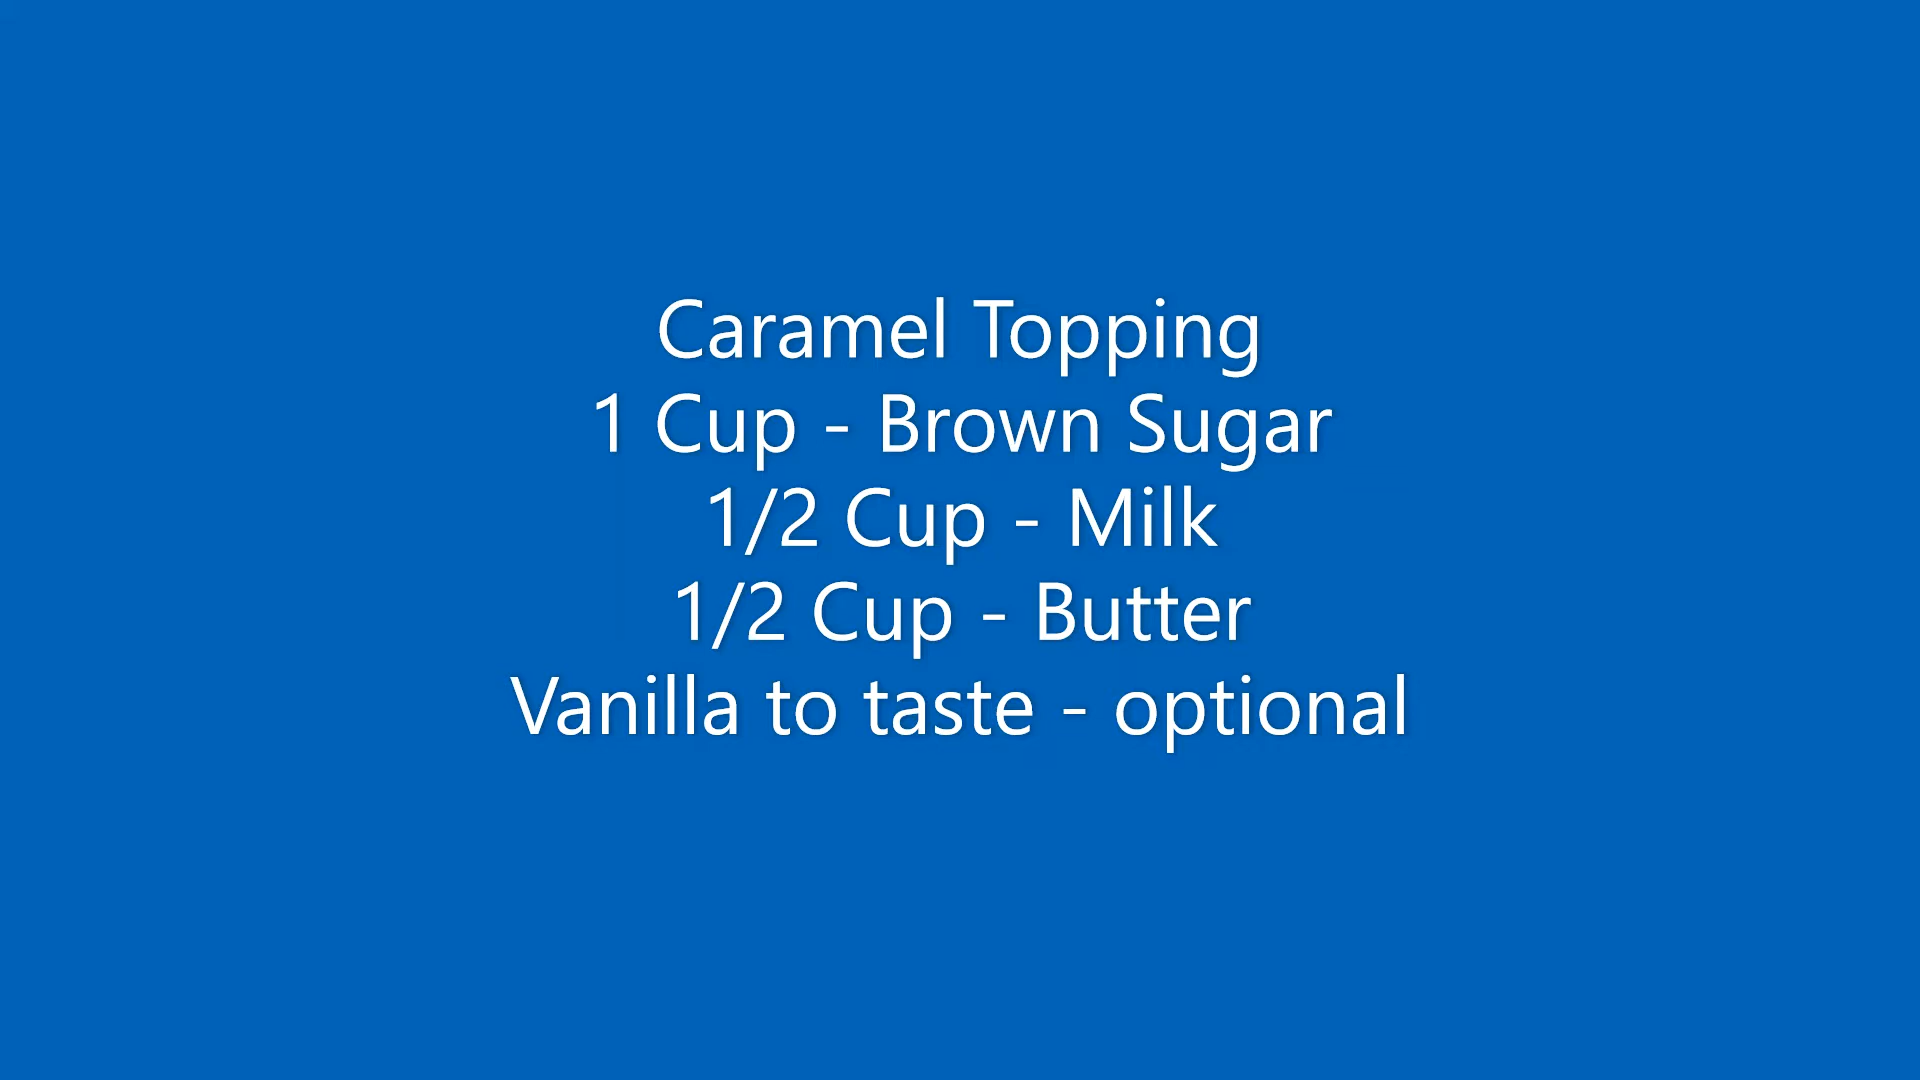 Caramel Topping
1 Cup - Brown Sugar
1/2 Cup - Milk
1/2 Cup - Butter
Vanilla to taste - optional